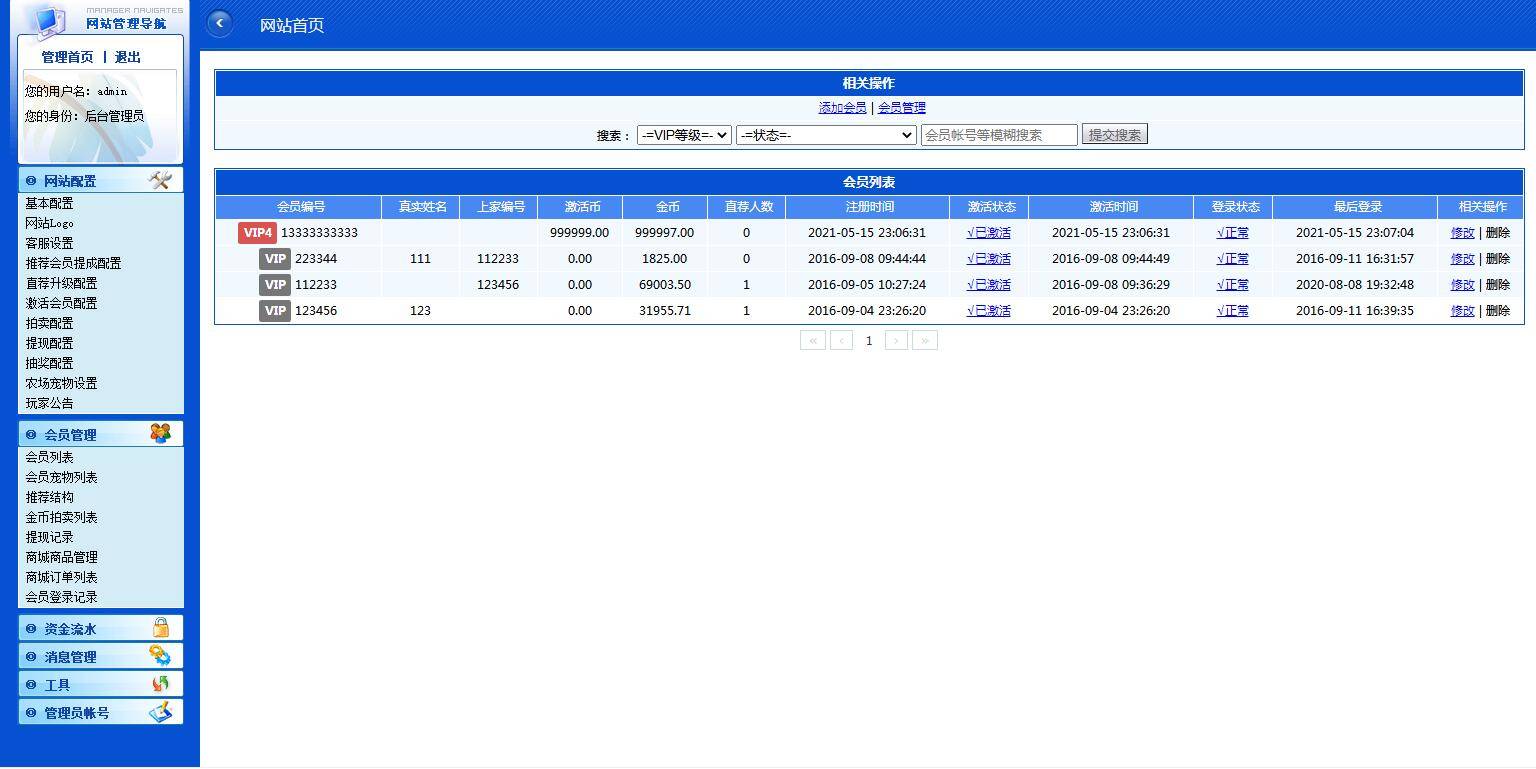 MANAGER NAVIGATES
网站管理导航
管理首页 | 退出
您的用户名：admin
您的身份：后台管理员
网站配置
基本配置
网站Logo
客服设置
推荐会员提成配置
直荐升级配置
激活会员配置
拍卖配置
提现配置
抽奖配置
农场宠物设置
玩家公告
会员管理
会员列表
会员宠物列表
推荐结构
金币拍卖列表
提现记录
商城商品管理
商城订单列表
会员登录记录
资金流水
消息管理
工具
管理员帐号
网站首页
相关操作
添加会员 | 会员管理
搜索： -=VIP等级=- -=状态=- 会员帐号等模糊搜索 提交搜索
会员列表
会员编号 真实姓名 上家编号 激活币 金币 直荐人数 注册时间 激活状态 激活时间 登录状态 最后登录 相关操作
VIP4 13333333333 999999.00 999997.00 0 2021-05-15 23:06:31 √已激活 2021-05-15 23:06:31 √正常 2021-05-15 23:07:04 修改 | 删除
VIP 223344 111 112233 0.00 1825.00 0 2016-09-08 09:44:44 √已激活 2016-09-08 09:44:49 √正常 2016-09-11 16:31:57 修改 | 删除
VIP 112233 123456 0.00 69003.50 1 2016-09-05 10:27:24 √已激活 2016-09-08 09:36:29 √正常 2020-08-08 19:32:48 修改 | 删除
VIP 123456 123 0.00 31955.71 1 2016-09-04 23:26:20 √已激活 2016-09-04 23:26:20 √正常 2016-09-11 16:39:35 修改 | 删除
« ‹ 1 › »